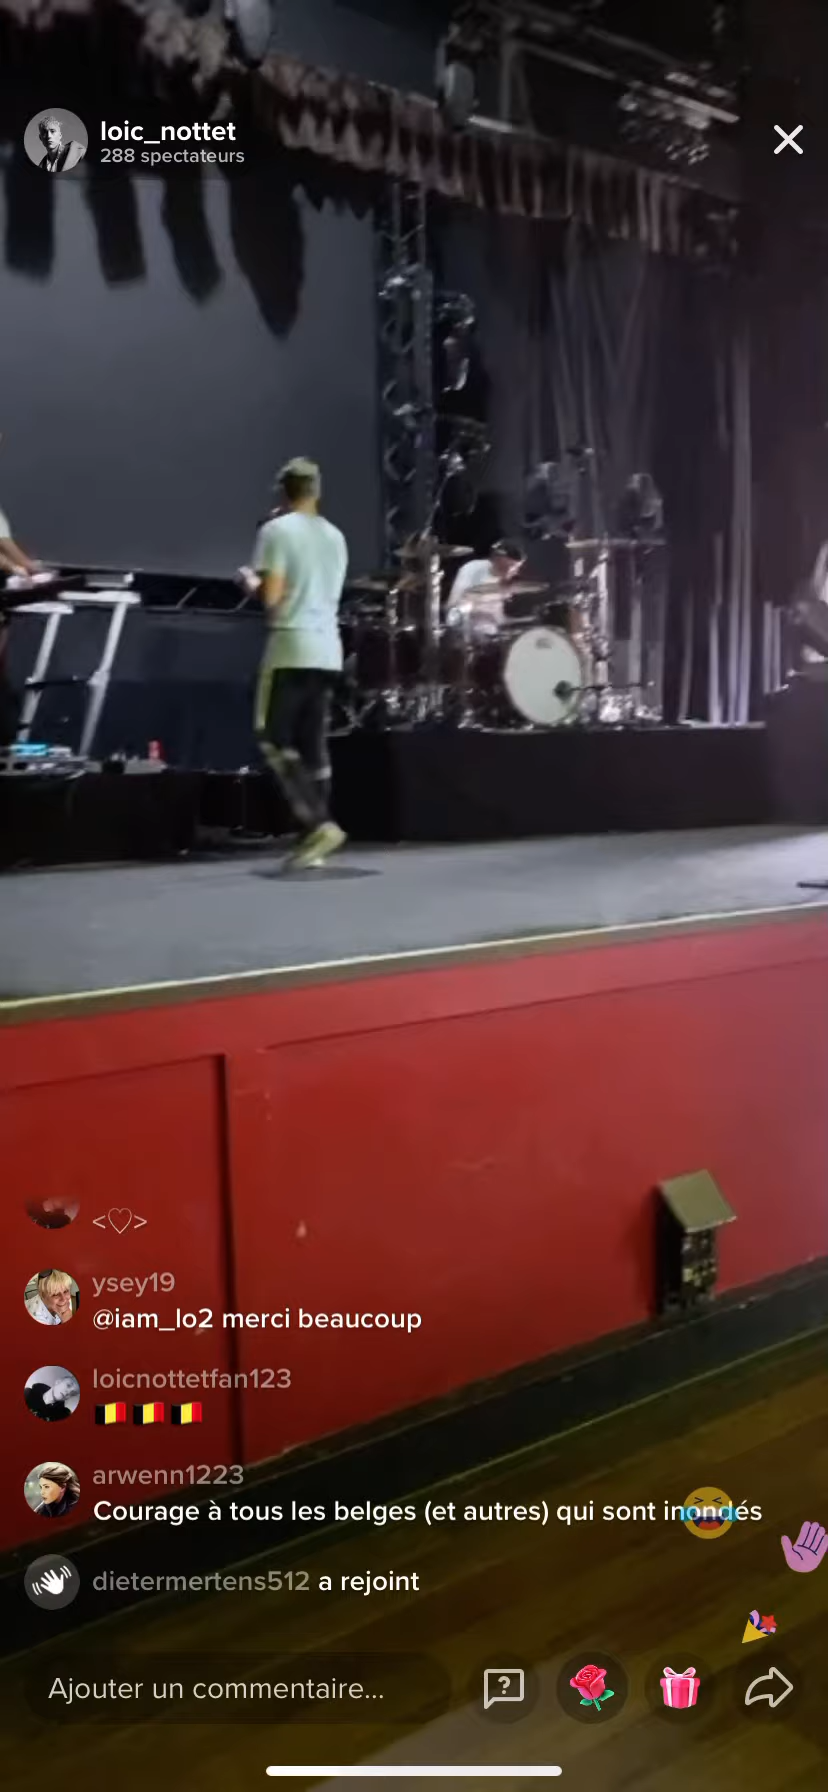 loic_nottet
288 spectateurs
<♡>
ysey19
@iam_lo2 merci beaucoup
loicnottetfan123
🇧🇪 🇧🇪 🇧🇪
arwenn1223
Courage à tous les belges (et autres) qui sont inondés
dietermertens512 a rejoint
Ajouter un commentaire...
?